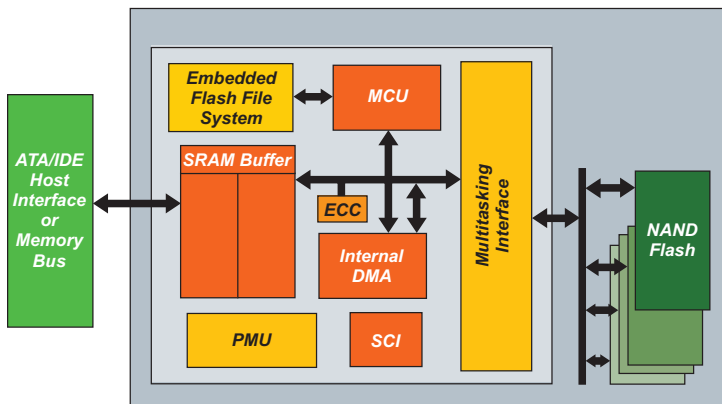 ATA/IDE
Host
Interface
or
Memory
Bus
Embedded
Flash File
System
MCU
SRAM Buffer
ECC
Internal
DMA
PMU
SCI
Multitasking
Interface
NAND
Flash